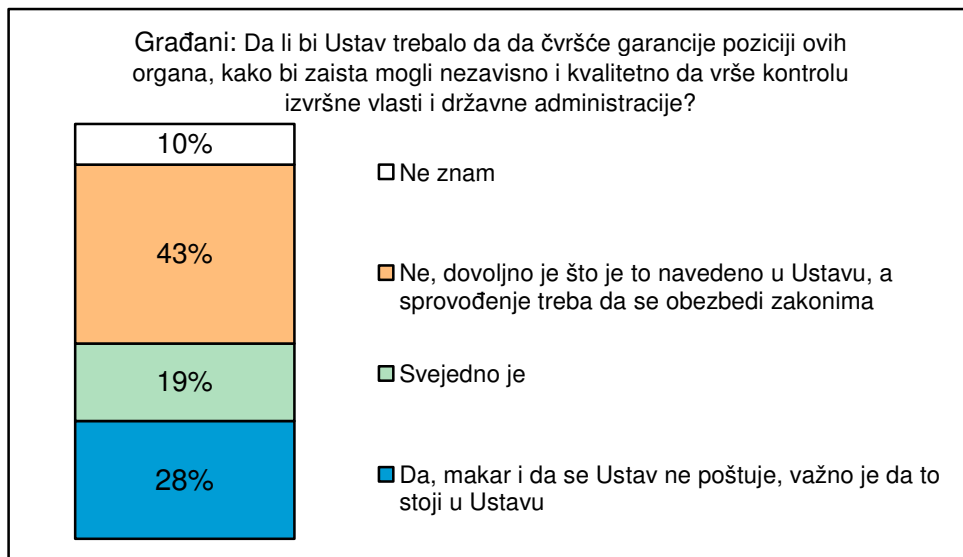 Građani: Da li bi Ustav trebalo da da čvršće garancije poziciji ovih
organa, kako bi zaista mogli nezavisno i kvalitetno da vrše kontrolu
izvršne vlasti i državne administracije?
10%
Ne znam
43%
Ne, dovoljno je što je to navedeno u Ustavu, a
sprovođenje treba da se obezbedi zakonima
19%
Svejedno je
28%
Da, makar i da se Ustav ne poštuje, važno je da to
stoji u Ustavu